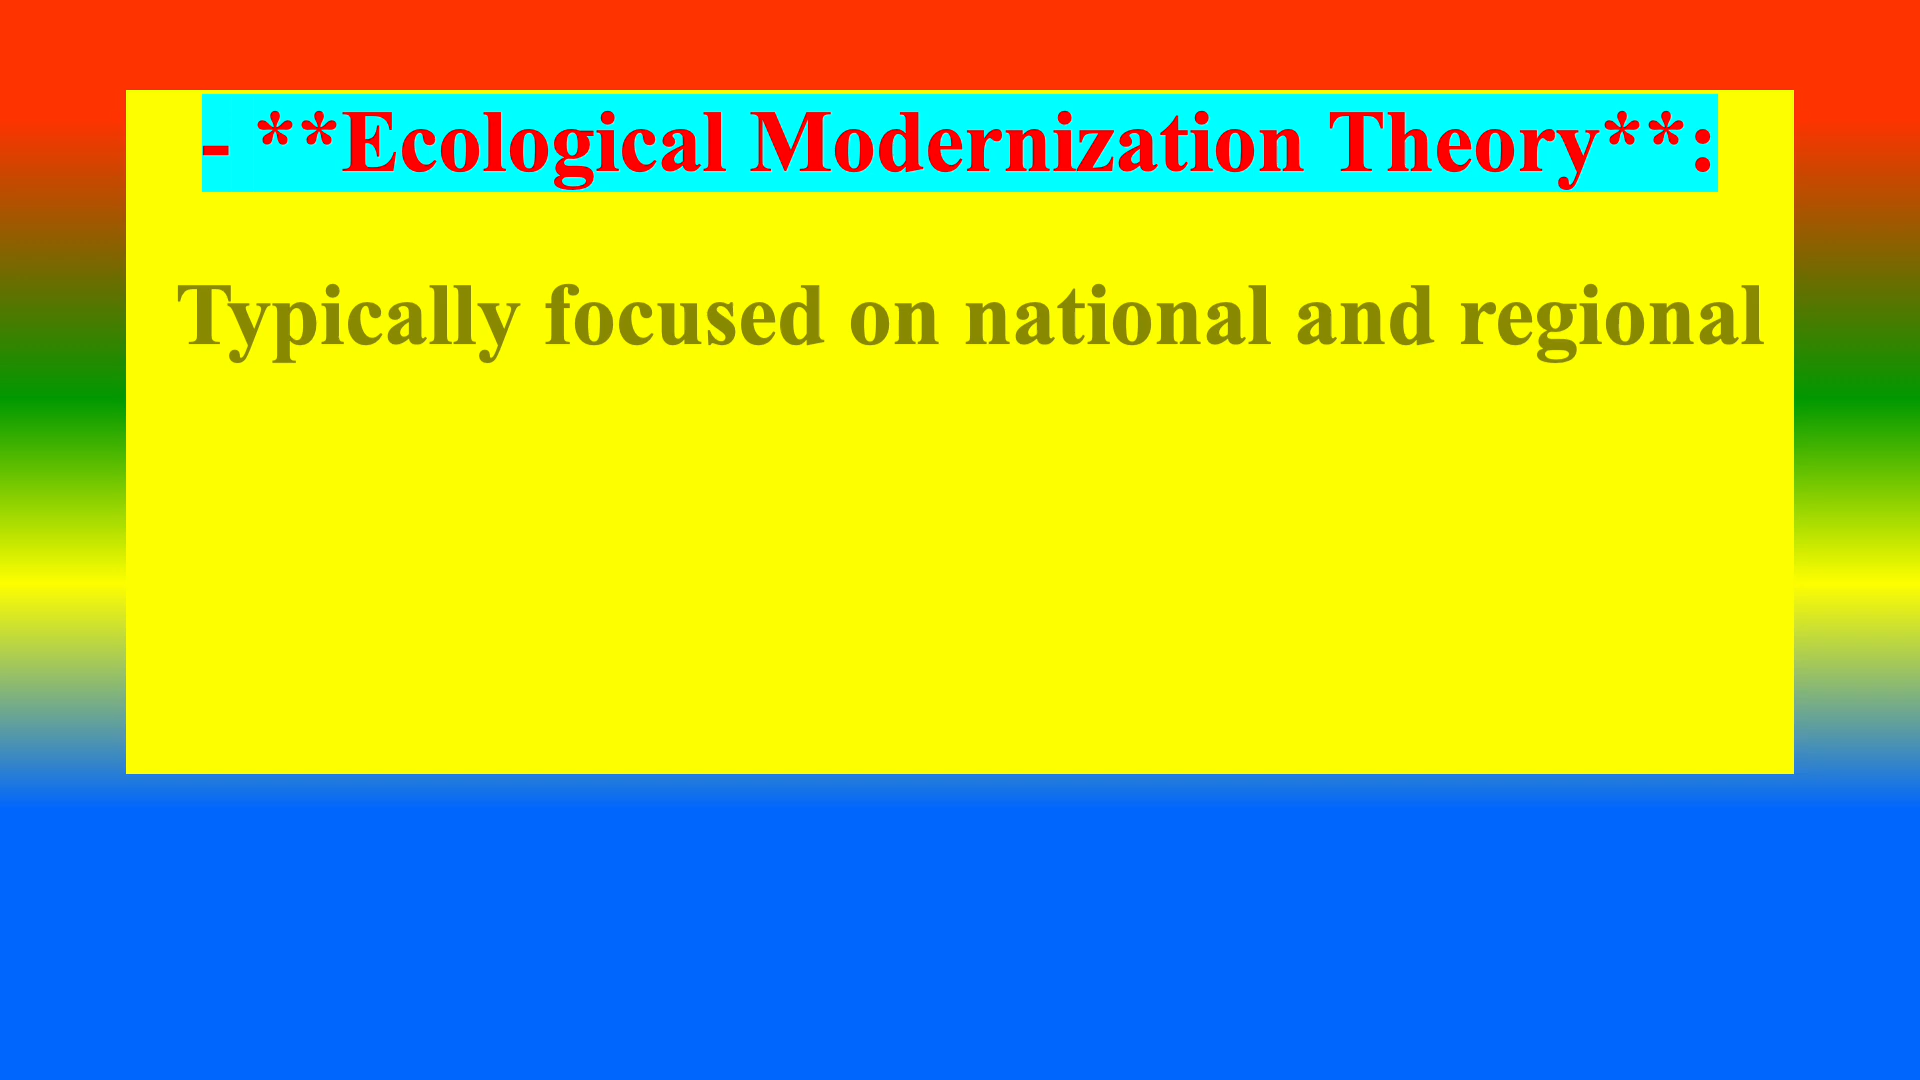 - **Ecological Modernization Theory**:
Typically focused on national and regional